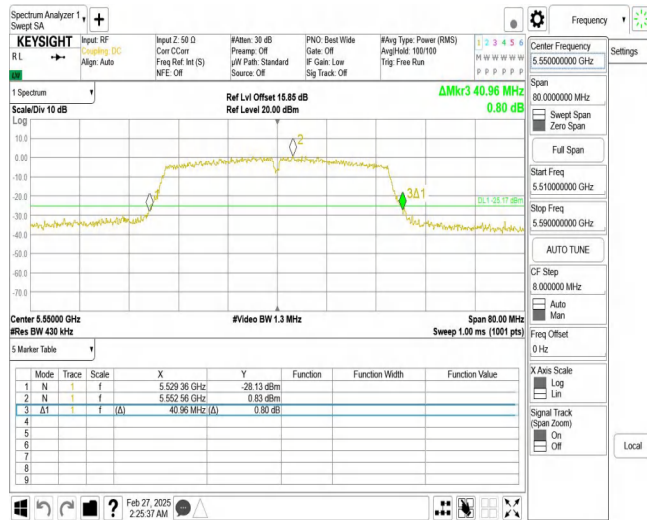 Spectrum Analyzer 1
Swept SA
+
Frequency
KEYSIGHT
RL
Input: RF
Coupling: DC
Align: Auto
Input Z: 50 Ω
Corr CCorr
Freq Ref: Int (S)
NFE: Off
#Atten: 30 dB
Preamp: Off
µW Path: Standard
Source: Off
PNO: Best Wide
Gate: Off
IF Gain: Low
Sig Track: Off
#Avg Type: Power (RMS)
Avg|Hold: 100/100
Trig: Free Run
1 2 3 4 5 6
M W W W W W
P P P P P P
1 Spectrum
Scale/Div 10 dB
Ref Lvl Offset 15.85 dB
Ref Level 20.00 dBm
ΔMkr3 40.96 MHz
0.80 dB
Log
10.0
0.00
-10.0
-20.0
-30.0
-40.0
-50.0
-60.0
-70.0
2
3Δ1
DL1 -25.17 dBm
Center 5.55000 GHz
#Res BW 430 kHz
#Video BW 1.3 MHz
Span 80.00 MHz
Sweep 1.00 ms (1001 pts)
5 Marker Table
Mode Trace Scale X Y Function Function Width Function Value
1 N 1 f 5.529 36 GHz -28.13 dBm
2 N 1 f 5.552 56 GHz 0.83 dBm
3 Δ1 1 f (Δ) 40.96 MHz (Δ) 0.80 dB
4
5
6
7
8
9
?
Feb 27, 2025
2:25:37 AM
Center Frequency
5.550000000 GHz
Settings
Span
80.0000000 MHz
Swept Span
Zero Span
Full Span
Start Freq
5.510000000 GHz
Stop Freq
5.590000000 GHz
AUTO TUNE
CF Step
8.000000 MHz
Auto
Man
Freq Offset
0 Hz
X Axis Scale
Log
Lin
Signal Track
(Span Zoom)
On
Off
Local